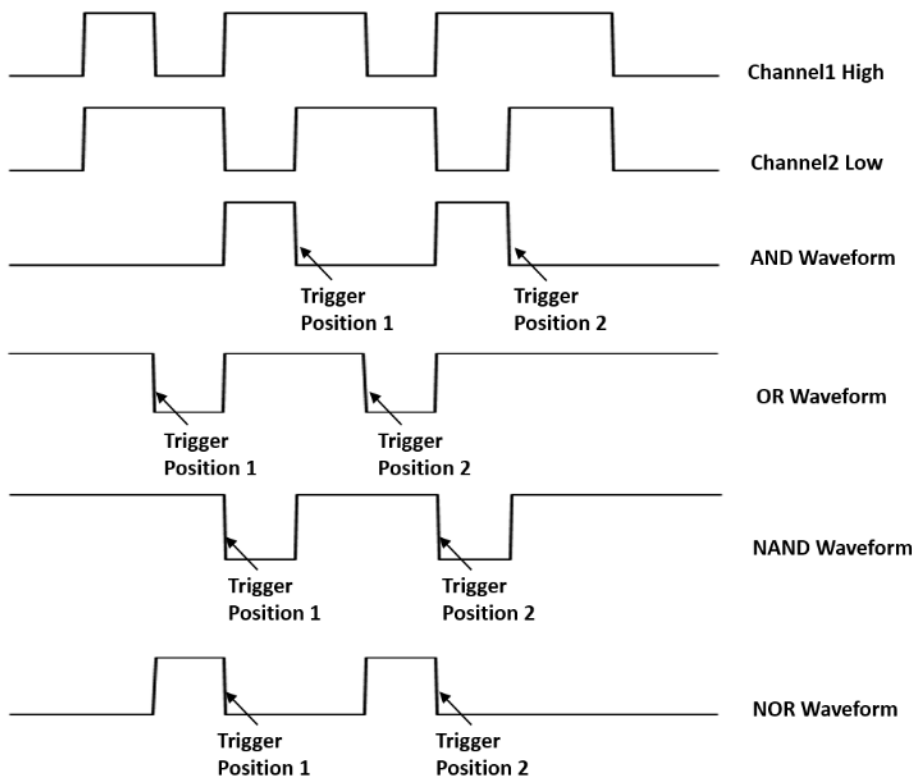 Channel1 High
Channel2 Low
AND Waveform
Trigger
Position 1
Trigger
Position 2
OR Waveform
Trigger
Position 1
Trigger
Position 2
NAND Waveform
Trigger
Position 1
Trigger
Position 2
NOR Waveform
Trigger
Position 1
Trigger
Position 2